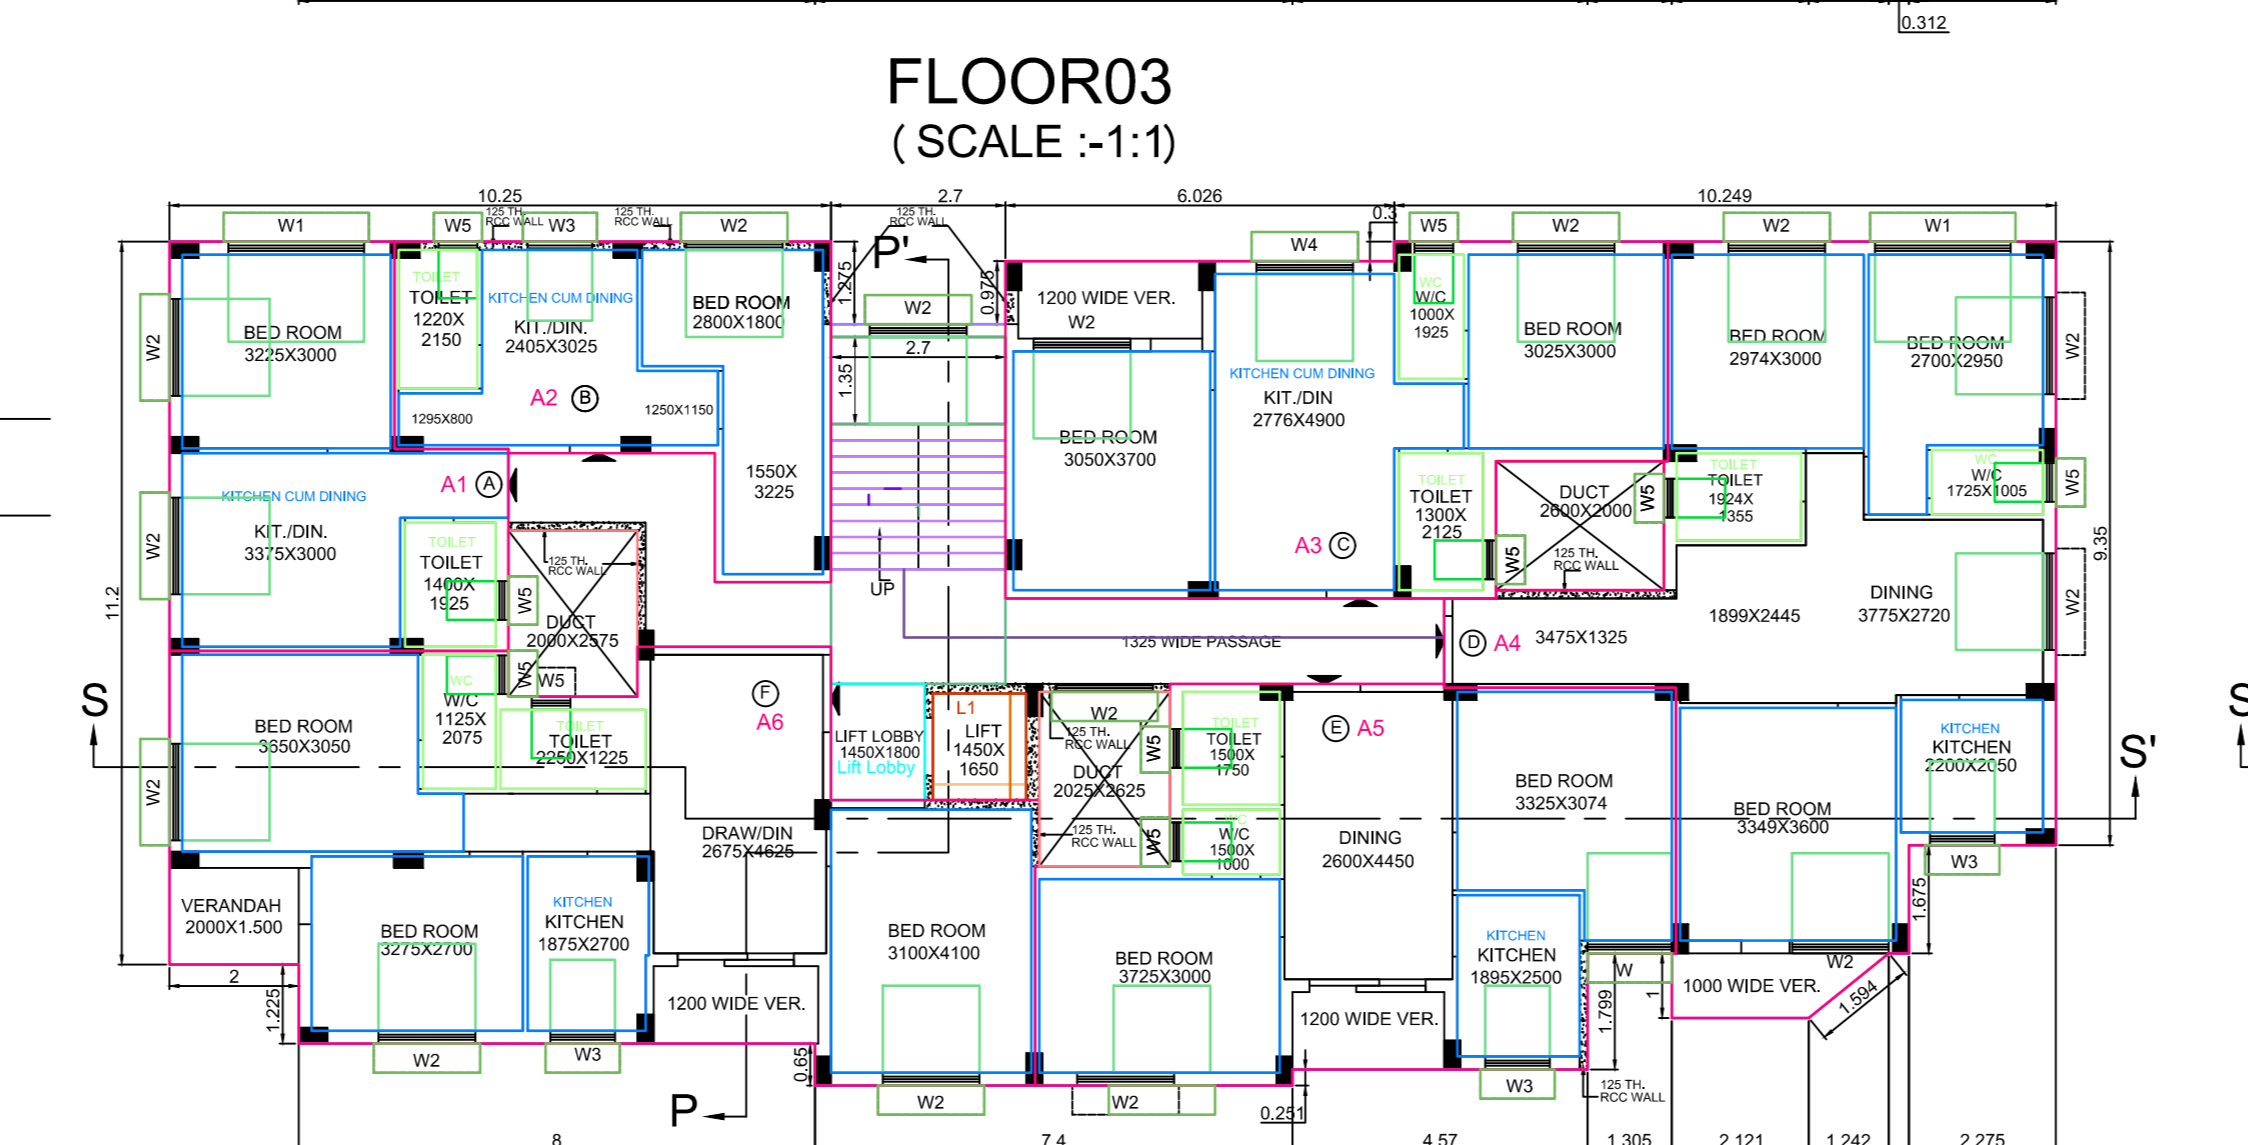 0.312
FLOOR03
( SCALE :-1:1)
10.25
2.7
6.026
10.249
0.3
W1
W5
125 TH.
RCC WALL
W3
125 TH.
RCC WALL
W2
125 TH.
RCC WALL
P'
W4
W5
W2
W2
W1
1.275
0.975
W2
BED ROOM
3225X3000
TOILET
TOILET
1220X
2150
KITCHEN CUM DINING
KIT./DIN.
2405X3025
BED ROOM
2800X1800
W2
2.7
1.35
1200 WIDE VER.
W2
WC
W/C
1000X
1925
BED ROOM
3025X3000
BED ROOM
2974X3000
BED ROOM
2700X2950
W2
A2 B
1295X800
1250X1150
1550X
3225
KITCHEN CUM DINING
KIT./DIN
2776X4900
BED ROOM
3050X3700
A1 A
KITCHEN CUM DINING
KIT./DIN.
3375X3000
W2
TOILET
TOILET
1400X
1925
W5
125 TH.
RCC WALL
DUCT
2000X2575
UP
A3 C
TOILET
TOILET
1300X
2125
W5
DUCT
2600X2000
125 TH.
RCC WALL
W5
TOILET
TOILET
1924X
1355
WC
W/C
1725X1005
W5
9.35
11.2
1325 WIDE PASSAGE
D A4
3475X1325
1899X2445
DINING
3775X2720
W2
S
BED ROOM
3650X3050
W2
WC
W/C
1125X
2075
W5
W5
TOILET
TOILET
2250X1225
F
A6
LIFT LOBBY
1450X1800
Lift Lobby
L1
LIFT
1450X
1650
W2
125 TH.
RCC WALL
DUCT
2025X2625
W5
TOILET
TOILET
1500X
1750
E A5
BED ROOM
3325X3074
BED ROOM
3349X3600
KITCHEN
KITCHEN
2200X2050
S'
S
DRAW/DIN
2675X4625
125 TH.
RCC WALL
W5
WC
W/C
1500X
1000
DINING
2600X4450
W3
1.675
VERANDAH
2000X1.500
BED ROOM
3275X2700
KITCHEN
KITCHEN
1875X2700
BED ROOM
3100X4100
BED ROOM
3725X3000
KITCHEN
KITCHEN
1895X2500
W
W2
2
1.225
1200 WIDE VER.
1200 WIDE VER.
1.799
1
1000 WIDE VER.
1.594
W2
W3
0.65
W3
125 TH.
RCC WALL
P
W2
W2
0.251
8
7.4
4.57
1.305
2.121
1.242
2.275